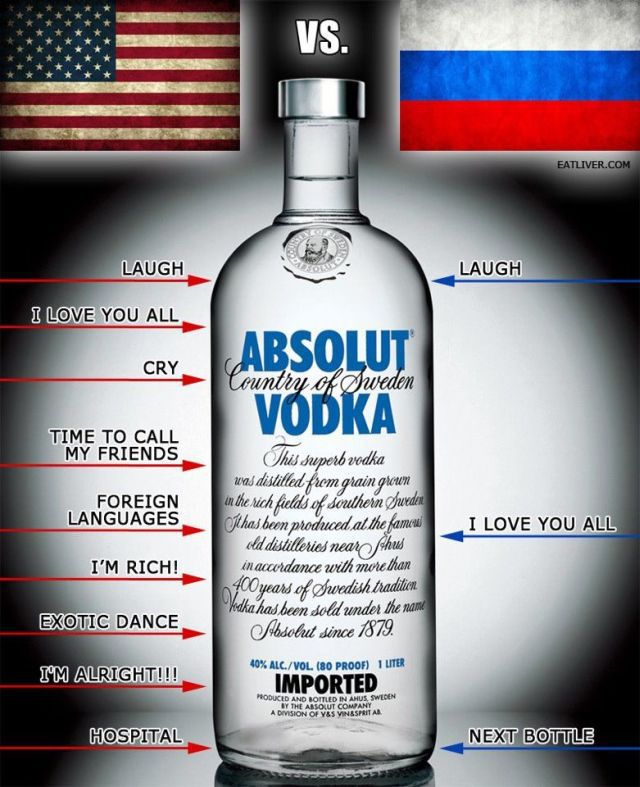 VS.
EATLIVER.COM
COUNTRY OF SWEDEN
ABSOLUT
LAUGH
LAUGH
I LOVE YOU ALL
CRY
ABSOLUT®
Country of Sweden
VODKA
TIME TO CALL
MY FRIENDS
FOREIGN
LANGUAGES
I'M RICH!
EXOTIC DANCE
I'M ALRIGHT!!!
HOSPITAL
This superb vodka
was distilled from grain grown
in the rich fields of southern Sweden
It has been produced at the famous
old distilleries near Åhus
in accordance with more than
400 years of Swedish tradition.
Vodka has been sold under the name
Absolut since 1879.
40% ALC./VOL. (80 PROOF) 1 LITER
IMPORTED
PRODUCED AND BOTTLED IN AHUS, SWEDEN
BY THE ABSOLUT COMPANY
A DIVISION OF V&S VIN&SPRIT AB.
I LOVE YOU ALL
NEXT BOTTLE